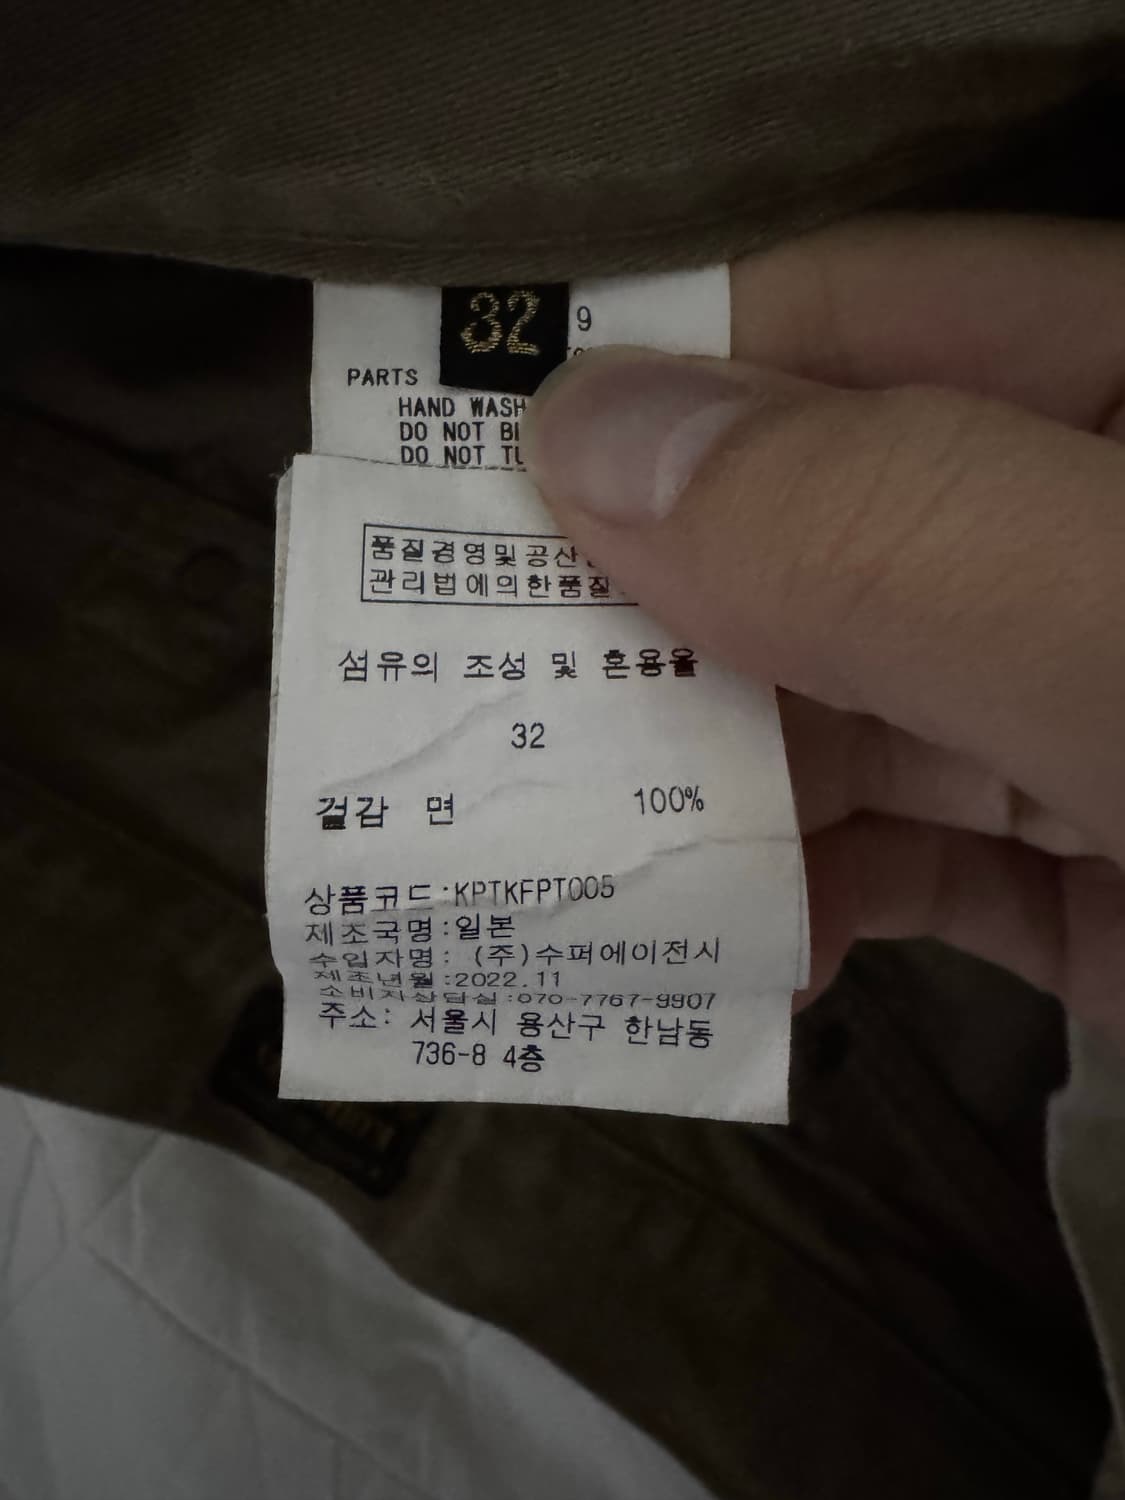 32
9
PARTS
HAND WASH
DO NOT
DO NOT
품질경영및공산
관리법에의한품질
섬유의 조성 및 혼용율
32
겉감 면 100%
상품코드:KPTKFPT005
제조국명:일본
수입자명: (주)수퍼에이전시
제조년월:2022.11
소비자상담실:070-7767-9907
주소: 서울시 용산구 한남동
736-8 4층